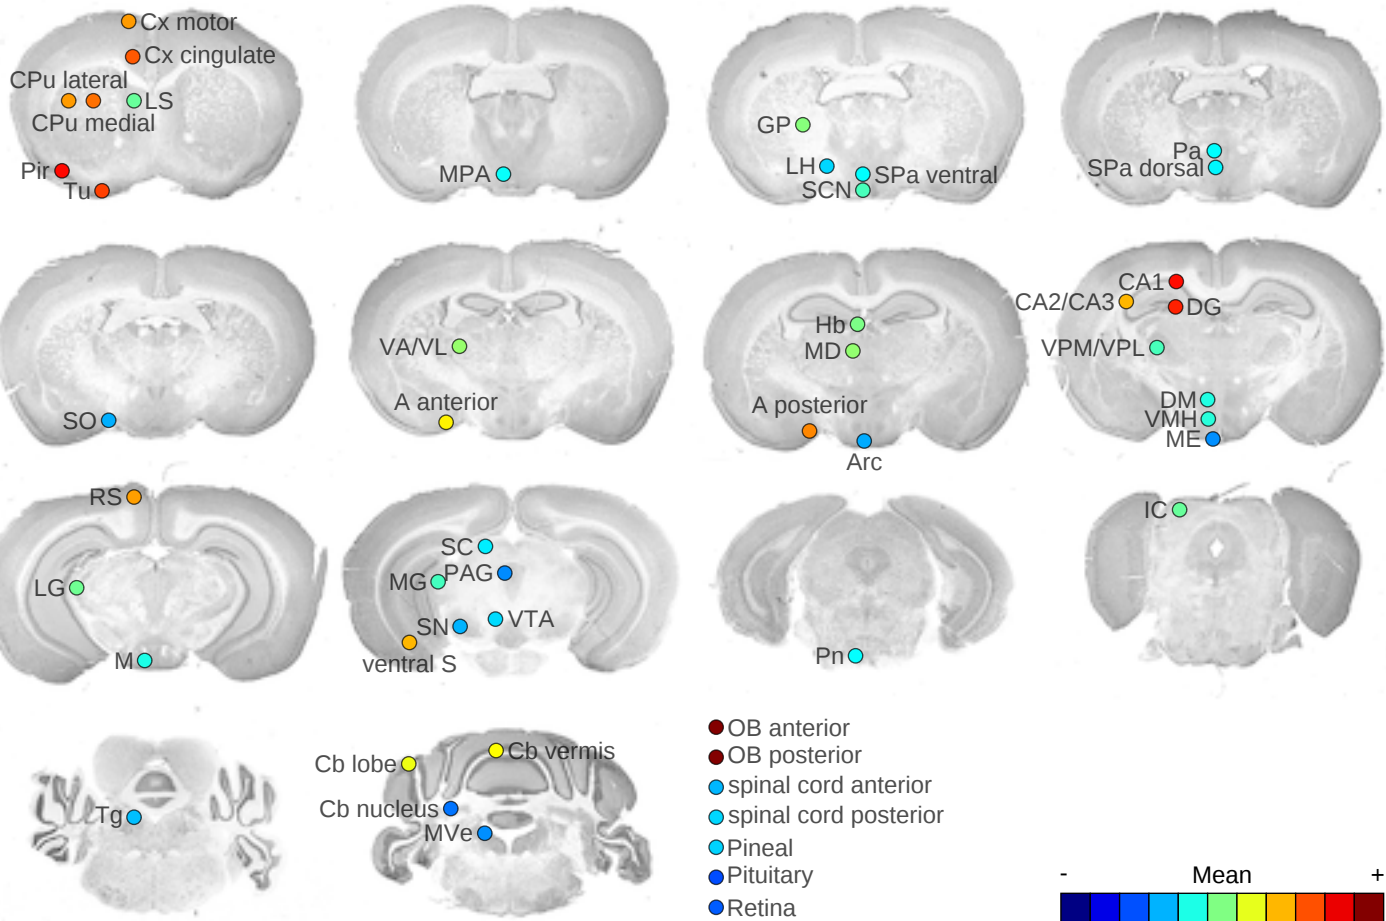 Cx motor
Cx cingulate
CPu lateral
LS
CPu medial
Pir
Tu
MPA
GP
LH
SPa ventral
SCN
Pa
SPa dorsal
SO
VA/VL
A anterior
Hb
MD
A posterior
Arc
CA1
CA2/CA3
DG
VPM/VPL
DM
VMH
ME
RS
LG
M
SC
MG
PAG
SN
VTA
ventral S
Pn
IC
Tg
Cb lobe
Cb vermis
Cb nucleus
MVe
OB anterior
OB posterior
spinal cord anterior
spinal cord posterior
Pineal
Pituitary
Retina
- Mean +